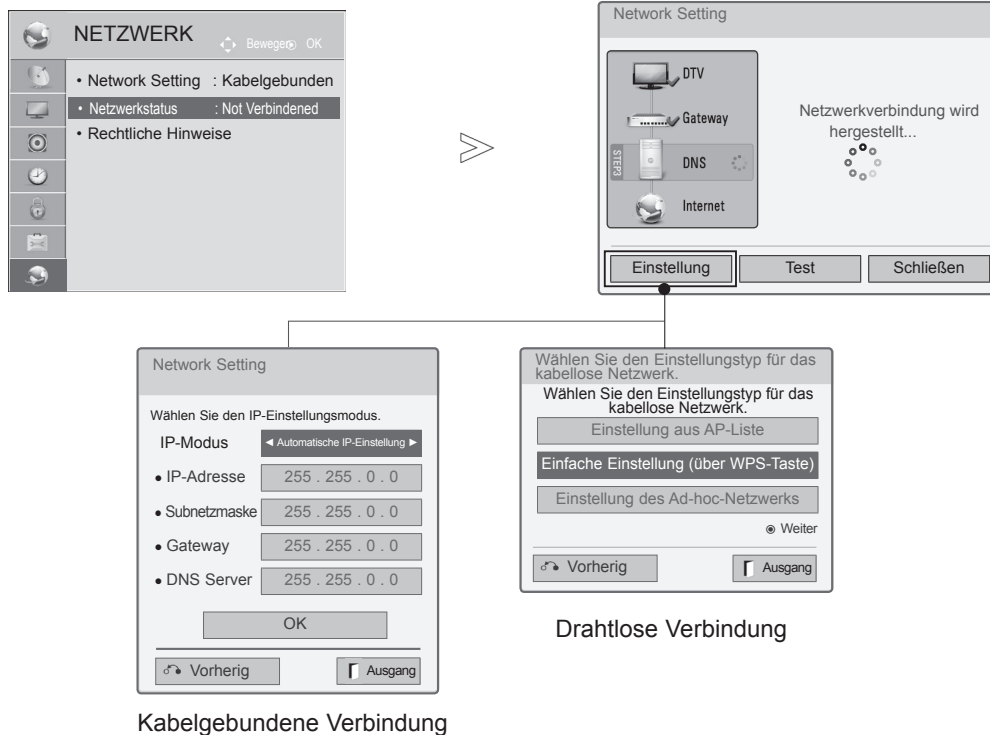 NETZWERK
Bewegen OK
• Network Setting : Kabelgebunden
• Netzwerkstatus : Not Verbindened
• Rechtliche Hinweise
Network Setting
DTV
Gateway
STEP3
DNS
Internet
Netzwerkverbindung wird
hergestellt...
Einstellung Test Schließen
Network Setting
Wählen Sie den IP-Einstellungsmodus.
IP-Modus ◄ Automatische IP-Einstellung ►
• IP-Adresse 255 . 255 . 0 . 0
• Subnetzmaske 255 . 255 . 0 . 0
• Gateway 255 . 255 . 0 . 0
• DNS Server 255 . 255 . 0 . 0
OK
Vorherig Ausgang
Kabelgebundene Verbindung
Wählen Sie den Einstellungstyp für das
kabellose Netzwerk.
Wählen Sie den Einstellungstyp für das
kabellose Netzwerk.
Einstellung aus AP-Liste
Einfache Einstellung (über WPS-Taste)
Einstellung des Ad-hoc-Netzwerks
◉ Weiter
Vorherig Ausgang
Drahtlose Verbindung